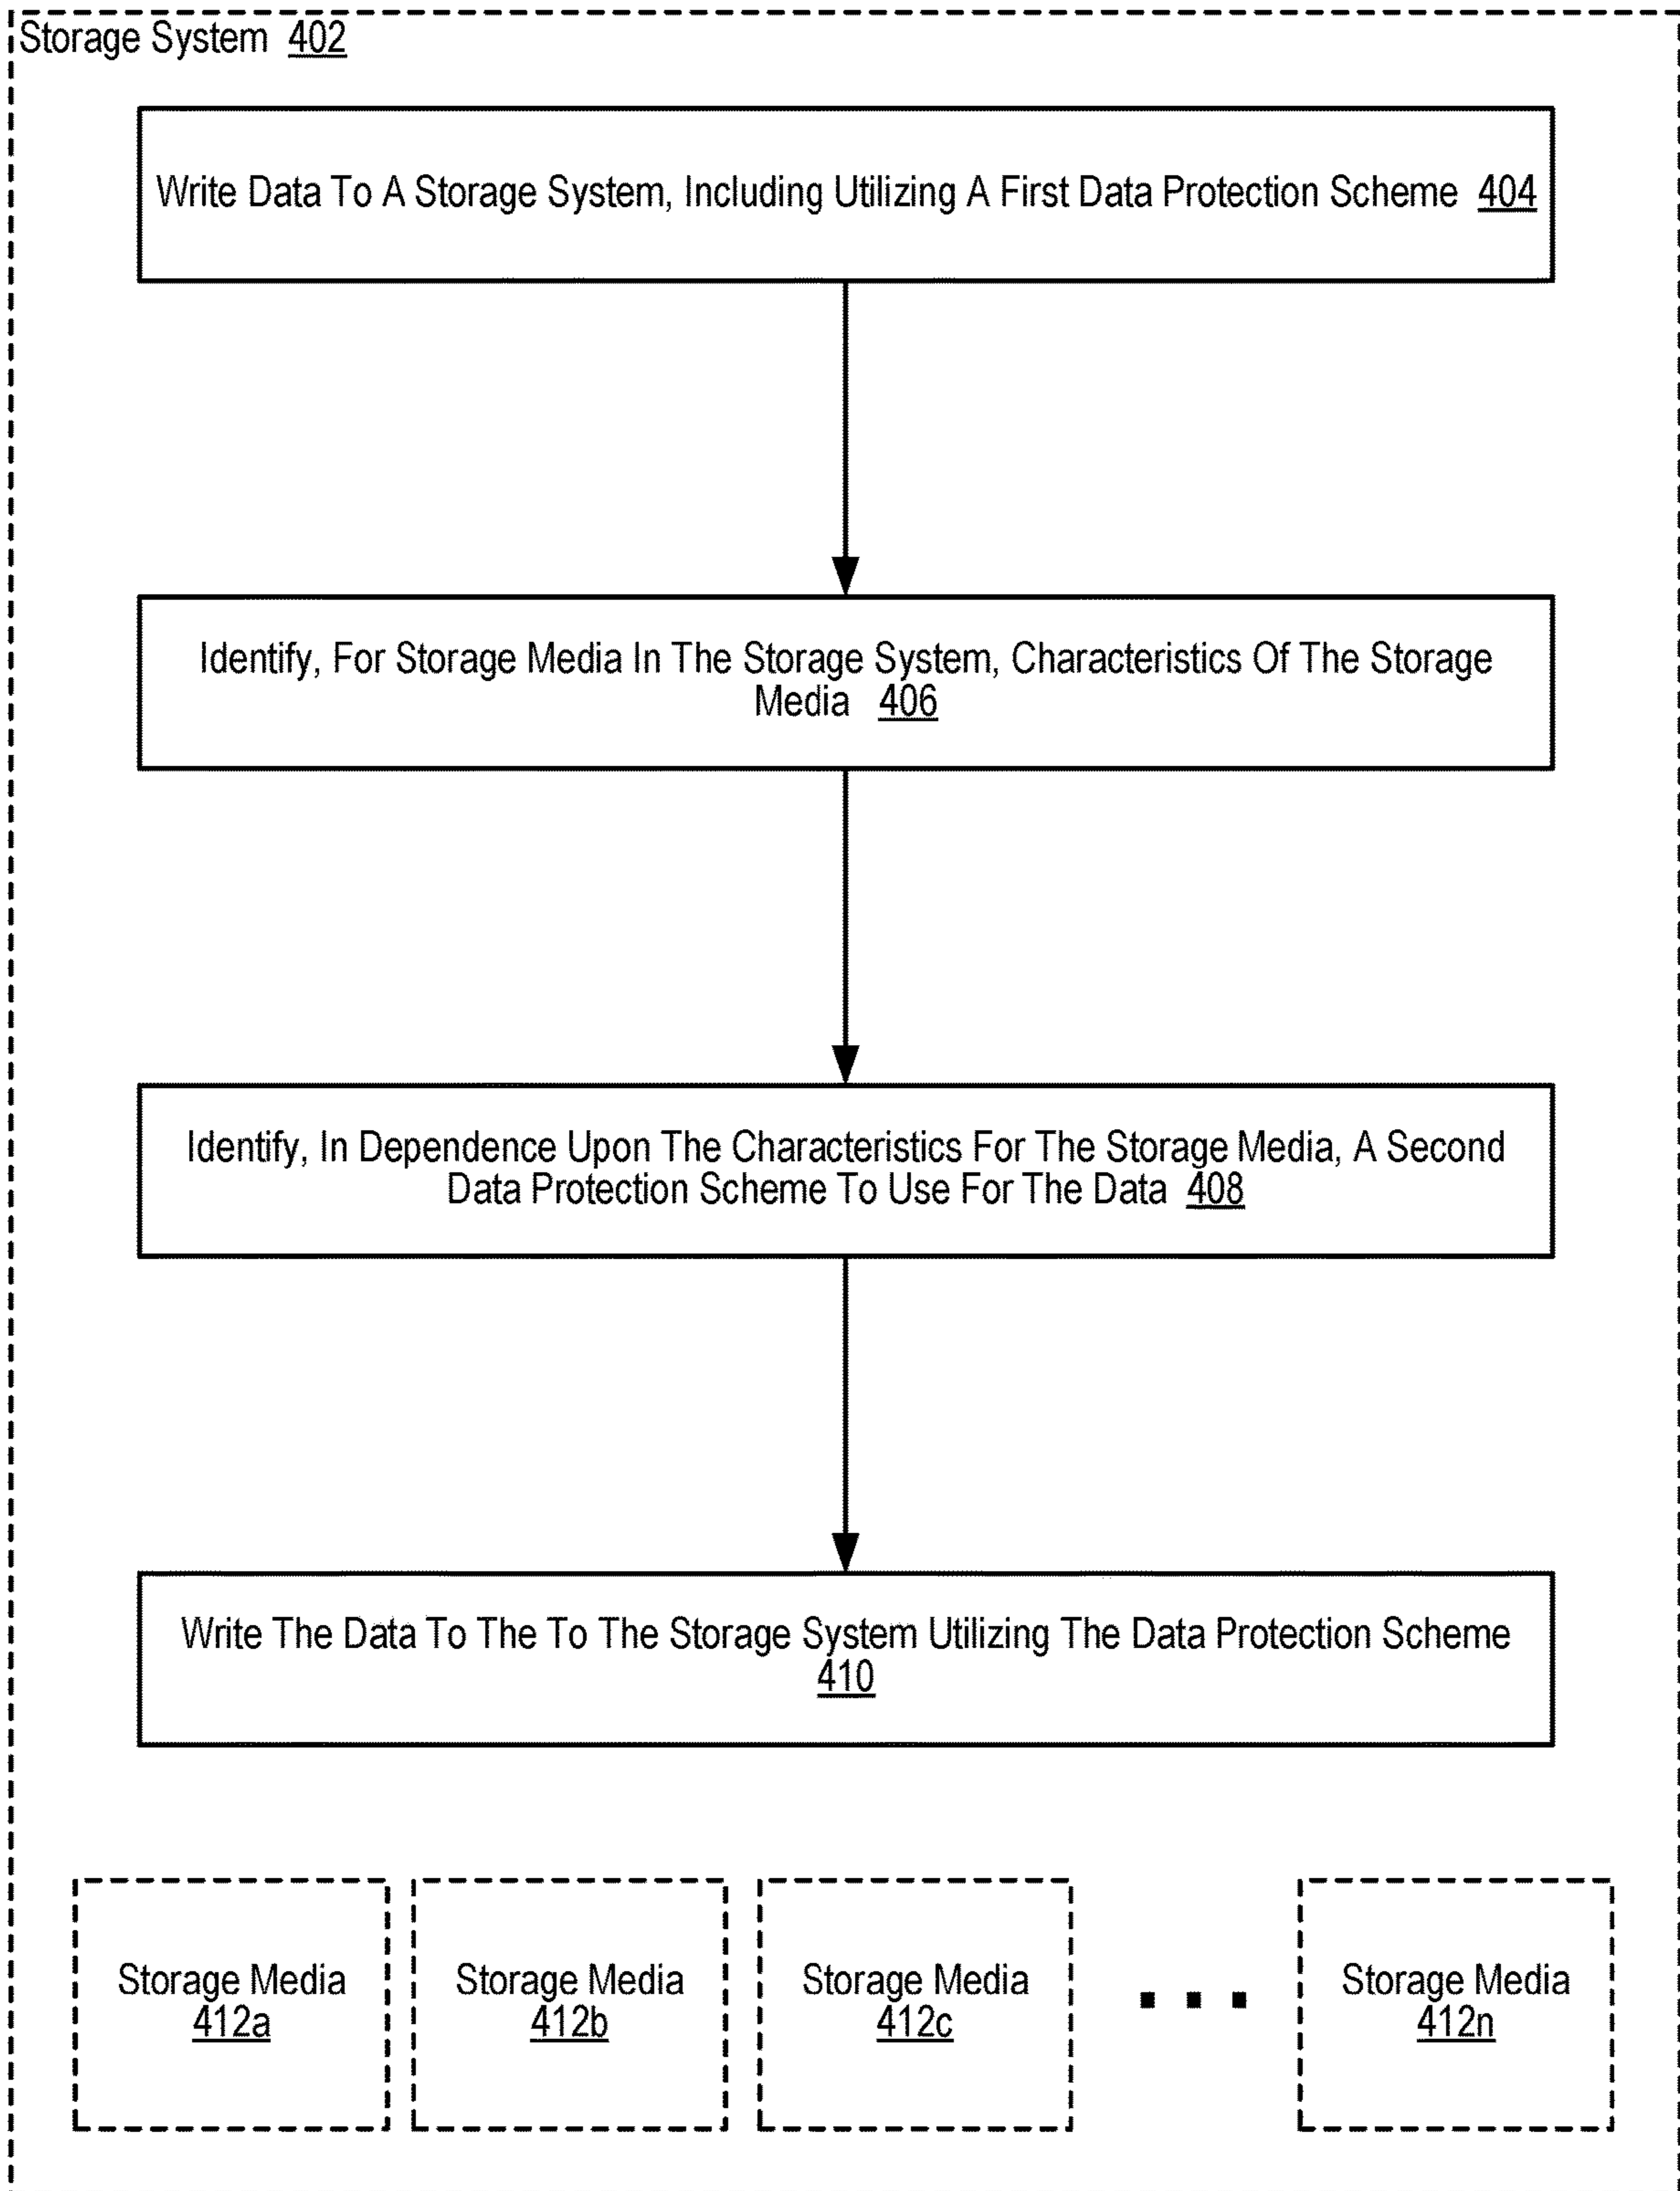 Storage System 402
Write Data To A Storage System, Including Utilizing A First Data Protection Scheme 404
Identify, For Storage Media In The Storage System, Characteristics Of The Storage
Media 406
Identify, In Dependence Upon The Characteristics For The Storage Media, A Second
Data Protection Scheme To Use For The Data 408
Write The Data To The To The Storage System Utilizing The Data Protection Scheme
410
Storage Media
412a
Storage Media
412b
Storage Media
412c
Storage Media
412n